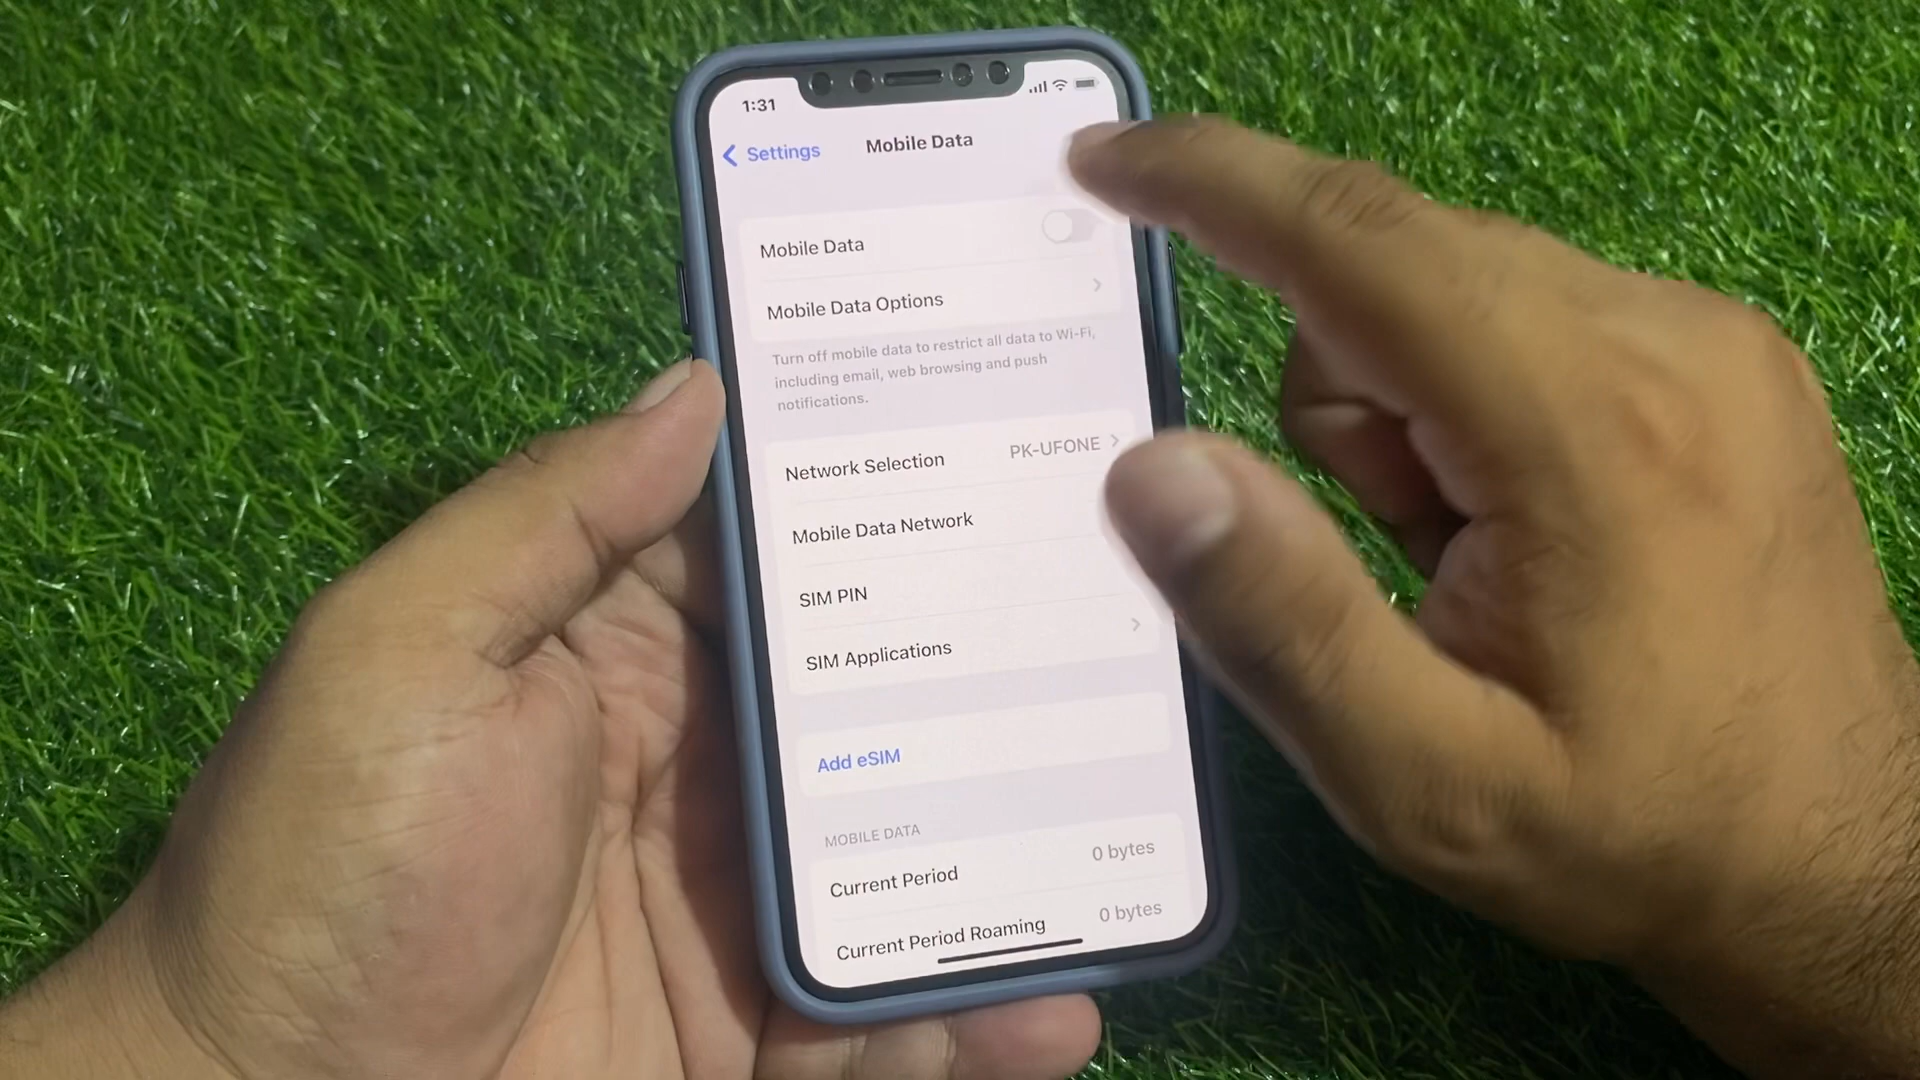 1:31
Settings
Mobile Data
Mobile Data
Mobile Data Options
Turn off mobile data to restrict all data to Wi-Fi,
including email, web browsing and push
notifications.
Network Selection PK-UFONE
Mobile Data Network
SIM PIN
SIM Applications
Add eSIM
MOBILE DATA
Current Period 0 bytes
Current Period Roaming 0 bytes